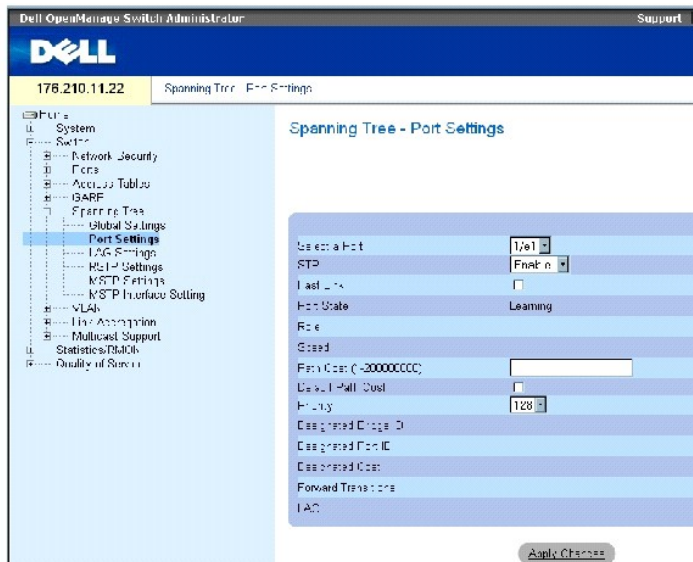 Dell OpenManage Switch Administrator Support
DELL
176.210.11.22 Spanning Tree - Port Settings
Home
System
Switch
Network Security
Ports
Address Tables
GARP
Spanning Tree
Global Settings
Port Settings
LAG Settings
RSTP Settings
MSTP Settings
MSTP Interface Setting
VLAN
Link Aggregation
Multicast Support
Statistics/RMON
Quality of Service
Spanning Tree - Port Settings
Select a Port 1/e1
STP Enable
Fast Link
Port State Learning
Role
Speed
Path Cost (1-200000000)
Default Path Cost
Priority 128
Designated Bridge ID
Designated Port ID
Designated Cost
Forward Transitions
LAG
Apply Changes